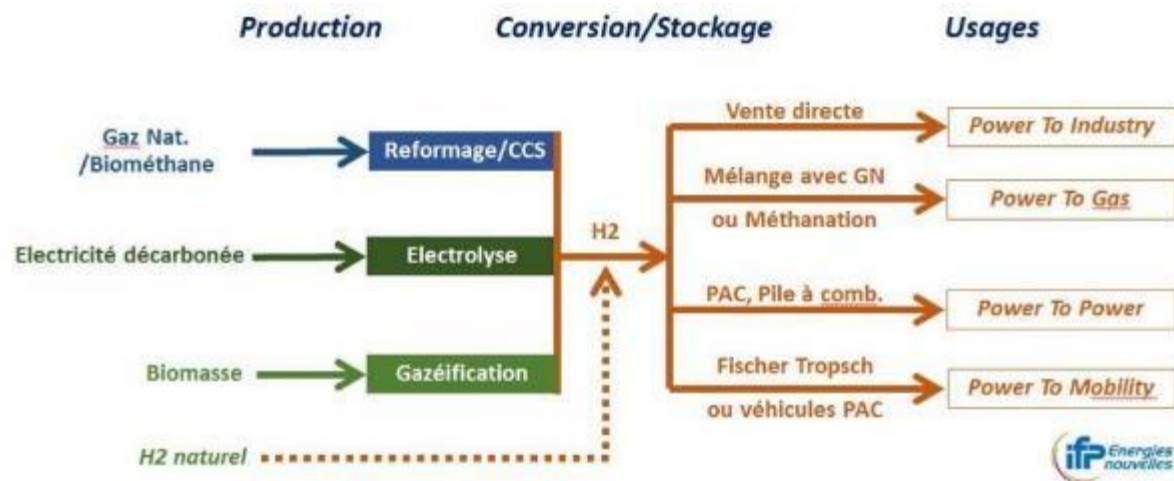 Production Conversion/Stockage Usages
Gaz Nat.
/Biométhane
Reformage/CCS
Electricité décarbonée
Electrolyse
Biomasse
Gazéification
H2 naturel
H2
Vente directe
Power To Industry
Mélange avec GN
ou Méthanation
Power To Gas
PAC, Pile à comb.
Power To Power
Fischer Tropsch
ou véhicules PAC
Power To Mobility
ifp Energies
nouvelles